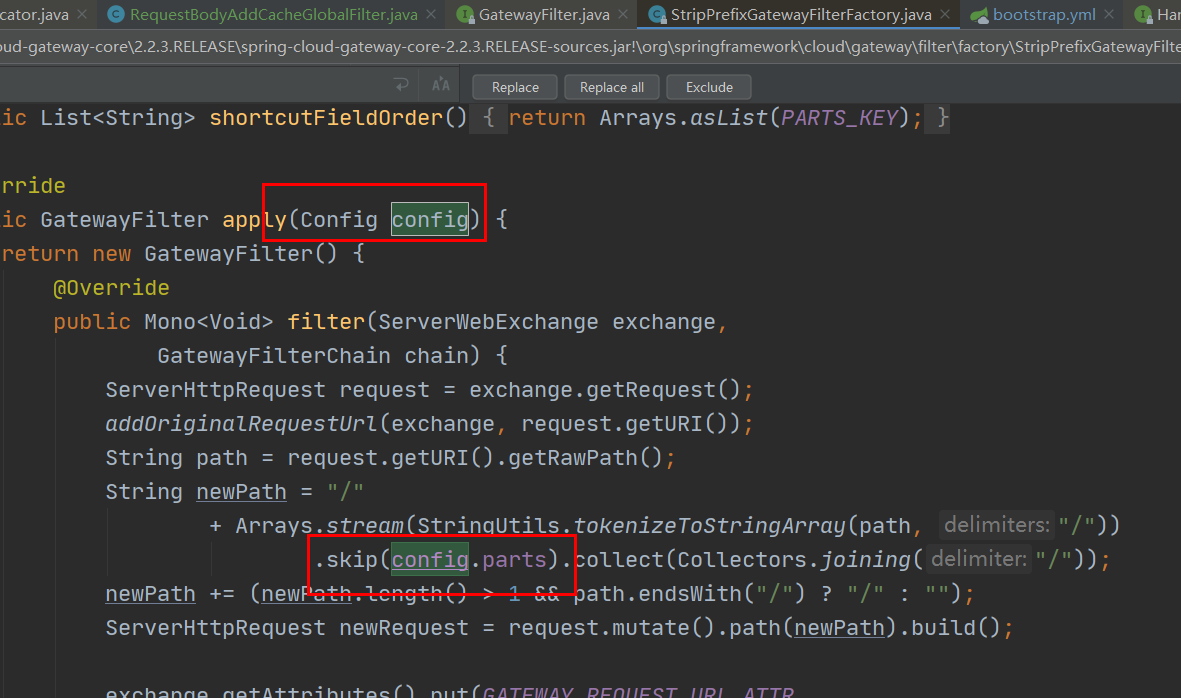 cator.java RequestBodyAddCacheGlobalFilter.java GatewayFilter.java StripPrefixGatewayFilterFactory.java bootstrap.yml Har
oud-gateway-core\2.2.3.RELEASE\spring-cloud-gateway-core-2.2.3.RELEASE-sources.jar!\org\springframework\cloud\gateway\filter\factory\StripPrefixGatewayFilte
Replace Replace all Exclude
ic List<String> shortcutFieldOrder() { return Arrays.asList(PARTS_KEY); }
rride
ic GatewayFilter apply(Config config) {
return new GatewayFilter() {
@Override
public Mono<Void> filter(ServerWebExchange exchange,
GatewayFilterChain chain) {
ServerHttpRequest request = exchange.getRequest();
addOriginalRequestUrl(exchange, request.getURI());
String path = request.getURI().getRawPath();
String newPath = "/"
+ Arrays.stream(StringUtils.tokenizeToStringArray(path, delimiters: "/"))
.skip(config.parts).collect(Collectors.joining( delimiter: "/"));
newPath += (newPath.length() > 1 && path.endsWith("/") ? "/" : "");
ServerHttpRequest newRequest = request.mutate().path(newPath).build();
exchange.getAttributes().put(GATEWAY_REQUEST_URL_ATTR